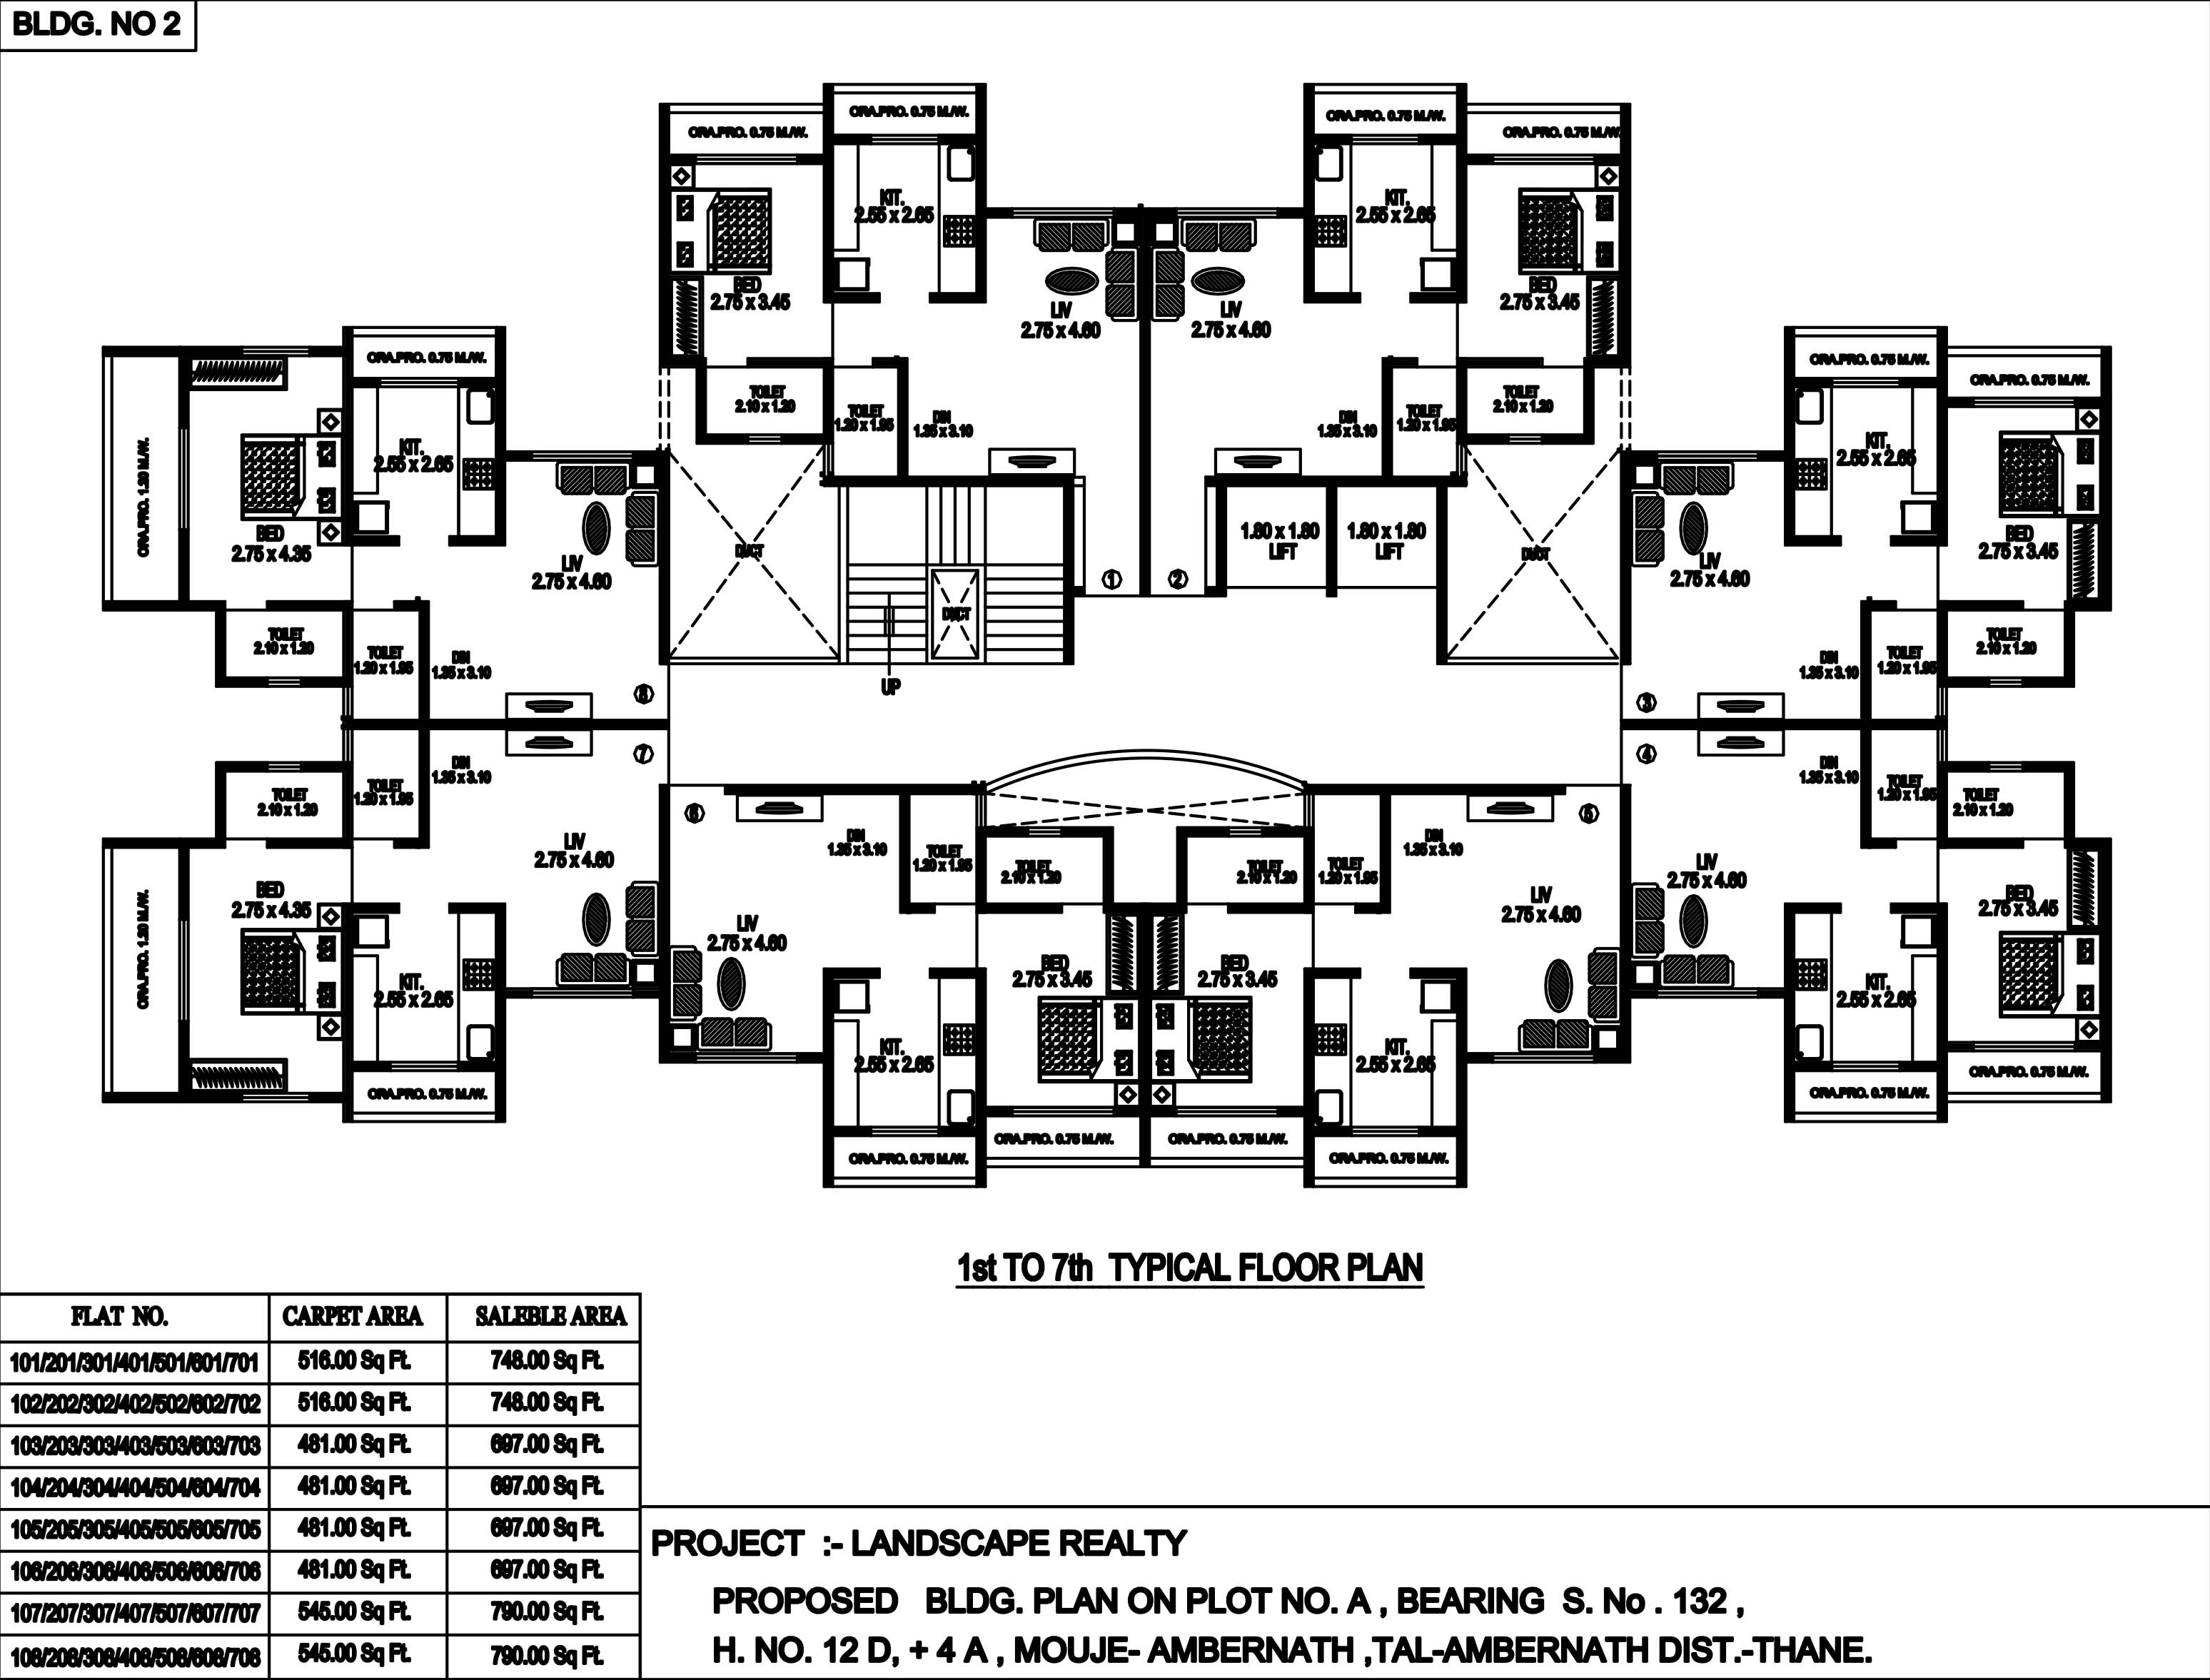 BLDG. NO 2
ORA.PRO. 0.75 M./W.
ORA.PRO. 0.75 M./W.
ORA.PRO. 0.75 M./W.
ORA.PRO. 0.75 M./W.
KIT.
2.55 x 2.65
KIT.
2.55 x 2.65
BED
2.75 x 3.45
LIV
2.75 x 4.60
LIV
2.75 x 4.60
BED
2.75 x 3.45
TOILET
2.10 x 1.20
TOILET
1.20 x 1.95
DIN
1.35 x 3.10
DIN
1.35 x 3.10
TOILET
1.20 x 1.95
TOILET
2.10 x 1.20
ORA.PRO. 0.75 M./W.
ORA.PRO. 1.20 M./W.
KIT.
2.55 x 2.65
BED
2.75 x 4.35
LIV
2.75 x 4.60
TOILET
2.10 x 1.20
TOILET
1.20 x 1.95
DIN
1.35 x 3.10
8
DUCT
DUCT
UP
1
2
1.80 x 1.80
LIFT
1.80 x 1.80
LIFT
DUCT
ORA.PRO. 0.75 M./W.
ORA.PRO. 0.75 M./W.
KIT.
2.55 x 2.65
LIV
2.75 x 4.60
BED
2.75 x 3.45
DIN
1.35 x 3.10
TOILET
1.20 x 1.95
TOILET
2.10 x 1.20
3
7
TOILET
2.10 x 1.20
TOILET
1.20 x 1.95
DIN
1.35 x 3.10
LIV
2.75 x 4.60
BED
2.75 x 4.35
ORA.PRO. 1.20 M./W.
KIT.
2.55 x 2.65
ORA.PRO. 0.75 M./W.
6
DIN
1.35 x 3.10
TOILET
1.20 x 1.95
TOILET
2.10 x 1.20
LIV
2.75 x 4.60
BED
2.75 x 3.45
KIT.
2.55 x 2.65
ORA.PRO. 0.75 M./W.
ORA.PRO. 0.75 M./W.
5
TOILET
2.10 x 1.20
TOILET
1.20 x 1.95
DIN
1.35 x 3.10
LIV
2.75 x 4.60
BED
2.75 x 3.45
KIT.
2.55 x 2.65
ORA.PRO. 0.75 M./W.
ORA.PRO. 0.75 M./W.
4
DIN
1.35 x 3.10
TOILET
1.20 x 1.95
TOILET
2.10 x 1.20
LIV
2.75 x 4.60
BED
2.75 x 3.45
KIT.
2.55 x 2.65
ORA.PRO. 0.75 M./W.
ORA.PRO. 0.75 M./W.
1st TO 7th TYPICAL FLOOR PLAN
FLAT NO. CARPET AREA SALEBLE AREA
101/201/301/401/501/601/701 516.00 Sq Ft. 748.00 Sq Ft.
102/202/302/402/502/602/702 516.00 Sq Ft. 748.00 Sq Ft.
103/203/303/403/503/603/703 481.00 Sq Ft. 697.00 Sq Ft.
104/204/304/404/504/604/704 481.00 Sq Ft. 697.00 Sq Ft.
105/205/305/405/505/605/705 481.00 Sq Ft. 697.00 Sq Ft.
106/206/306/406/506/606/706 481.00 Sq Ft. 697.00 Sq Ft.
107/207/307/407/507/607/707 545.00 Sq Ft. 790.00 Sq Ft.
108/208/308/408/508/608/708 545.00 Sq Ft. 790.00 Sq Ft.
PROJECT :- LANDSCAPE REALTY
PROPOSED BLDG. PLAN ON PLOT NO. A , BEARING S. No . 132 ,
H. NO. 12 D, + 4 A , MOUJE- AMBERNATH ,TAL-AMBERNATH DIST.-THANE.